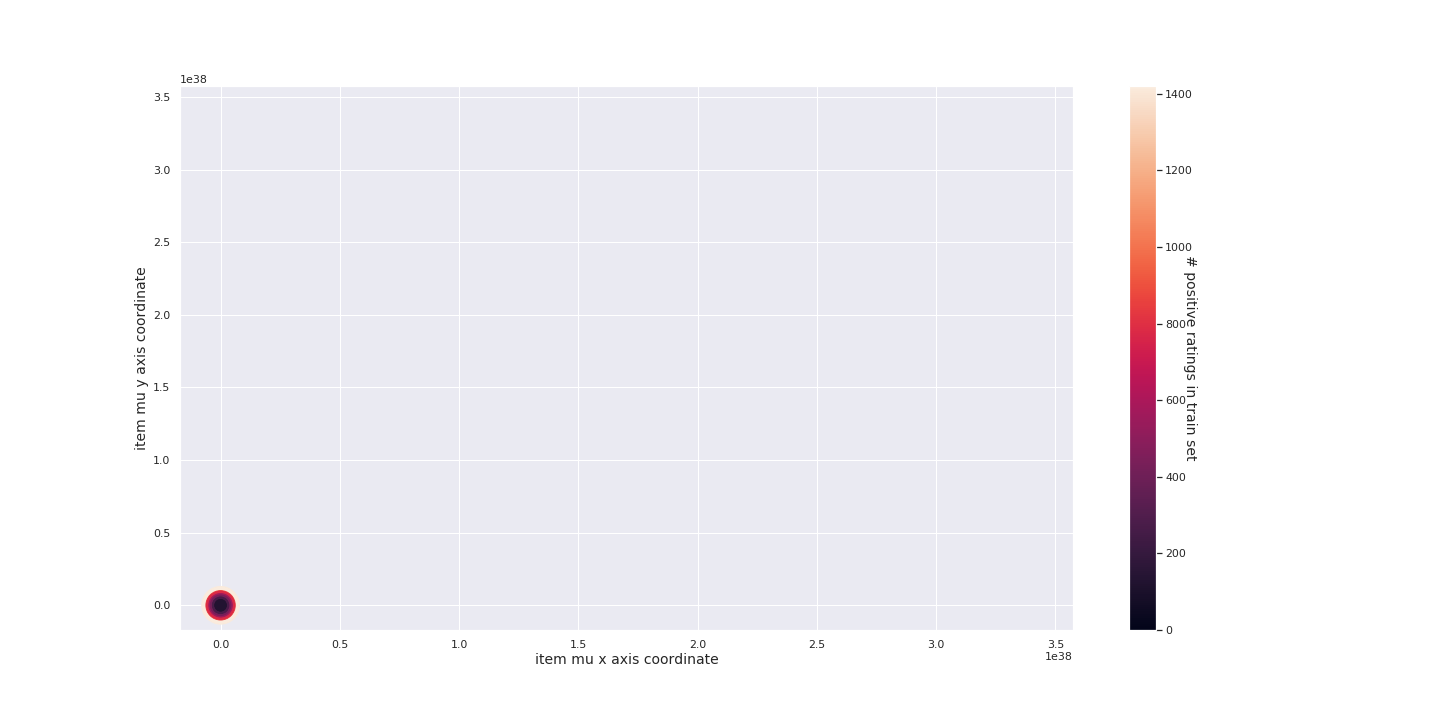 1e38
3.5
3.0
2.5
2.0
1.5
1.0
0.5
0.0
item mu y axis coordinate
0.0 0.5 1.0 1.5 2.0 2.5 3.0 3.5
1e38
item mu x axis coordinate
1400
1200
1000
800
600
400
200
0
# positive ratings in train set